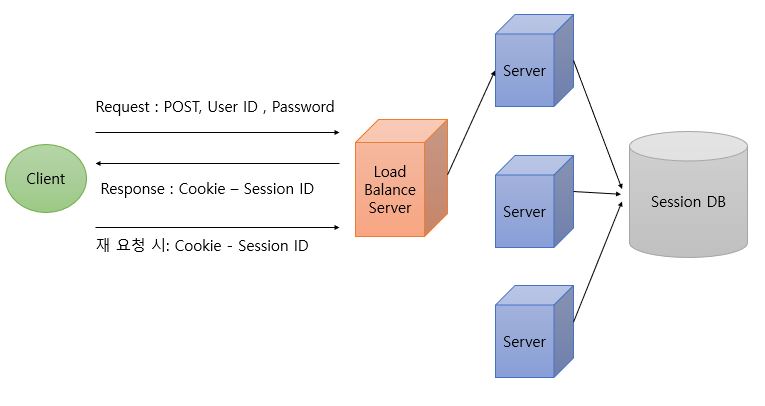 Request : POST, User ID , Password
Client
Response : Cookie – Session ID
재 요청 시: Cookie - Session ID
Load
Balance
Server
Server
Server
Server
Session DB